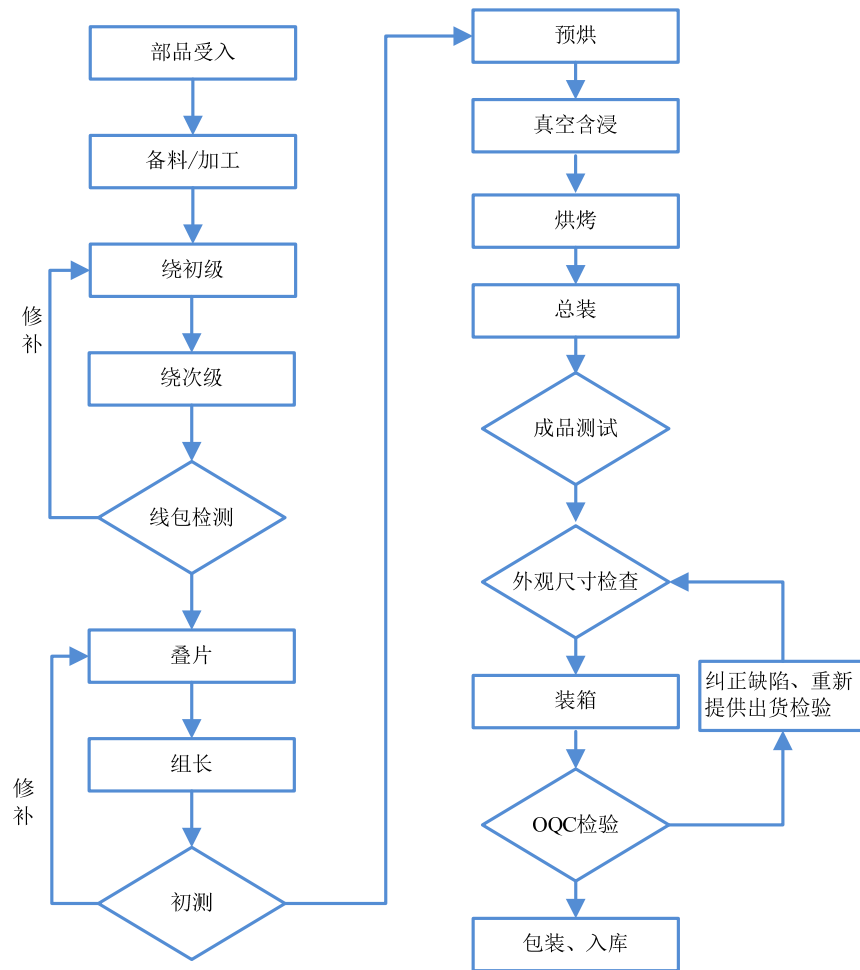 部品受入
备料/加工
绕初级
修
补
绕次级
线包检测
叠片
组长
修
补
初测
预烘
真空含浸
烘烤
总装
成品测试
外观尺寸检查
装箱
纠正缺陷、重新
提供出货检验
OQC检验
包装、入库